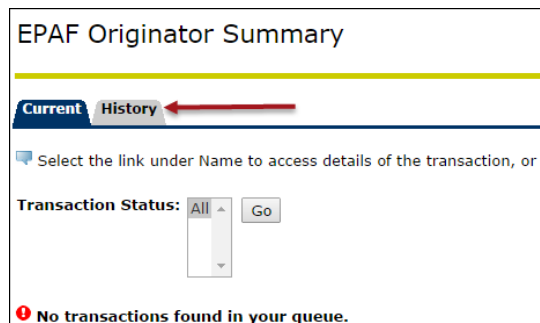 EPAF Originator Summary
Current History
Select the link under Name to access details of the transaction, or
Transaction Status: All Go
No transactions found in your queue.